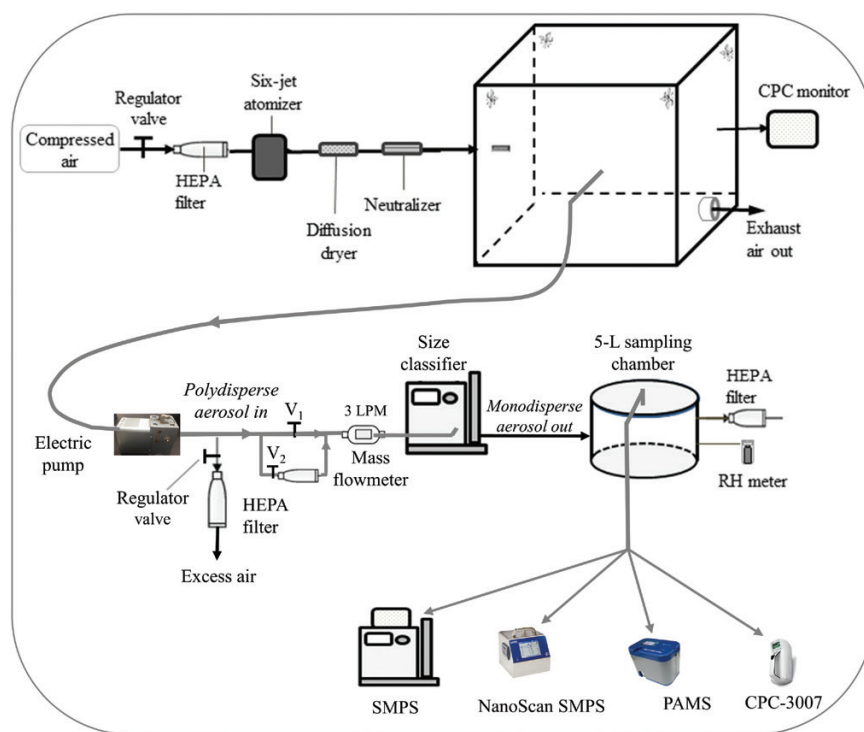 Six-jet
atomizer
Regulator
valve
CPC monitor
Compressed
air
HEPA
filter
Neutralizer
Diffusion
dryer
Exhaust
air out
Size
classifier
5-L sampling
chamber
HEPA
filter
Polydisperse
aerosol in
V1
3 LPM
Monodisperse
aerosol out
Electric
pump
V2
Mass
flowmeter
RH meter
Regulator
valve
HEPA
filter
Excess air
SMPS
NanoScan SMPS
PAMS
CPC-3007